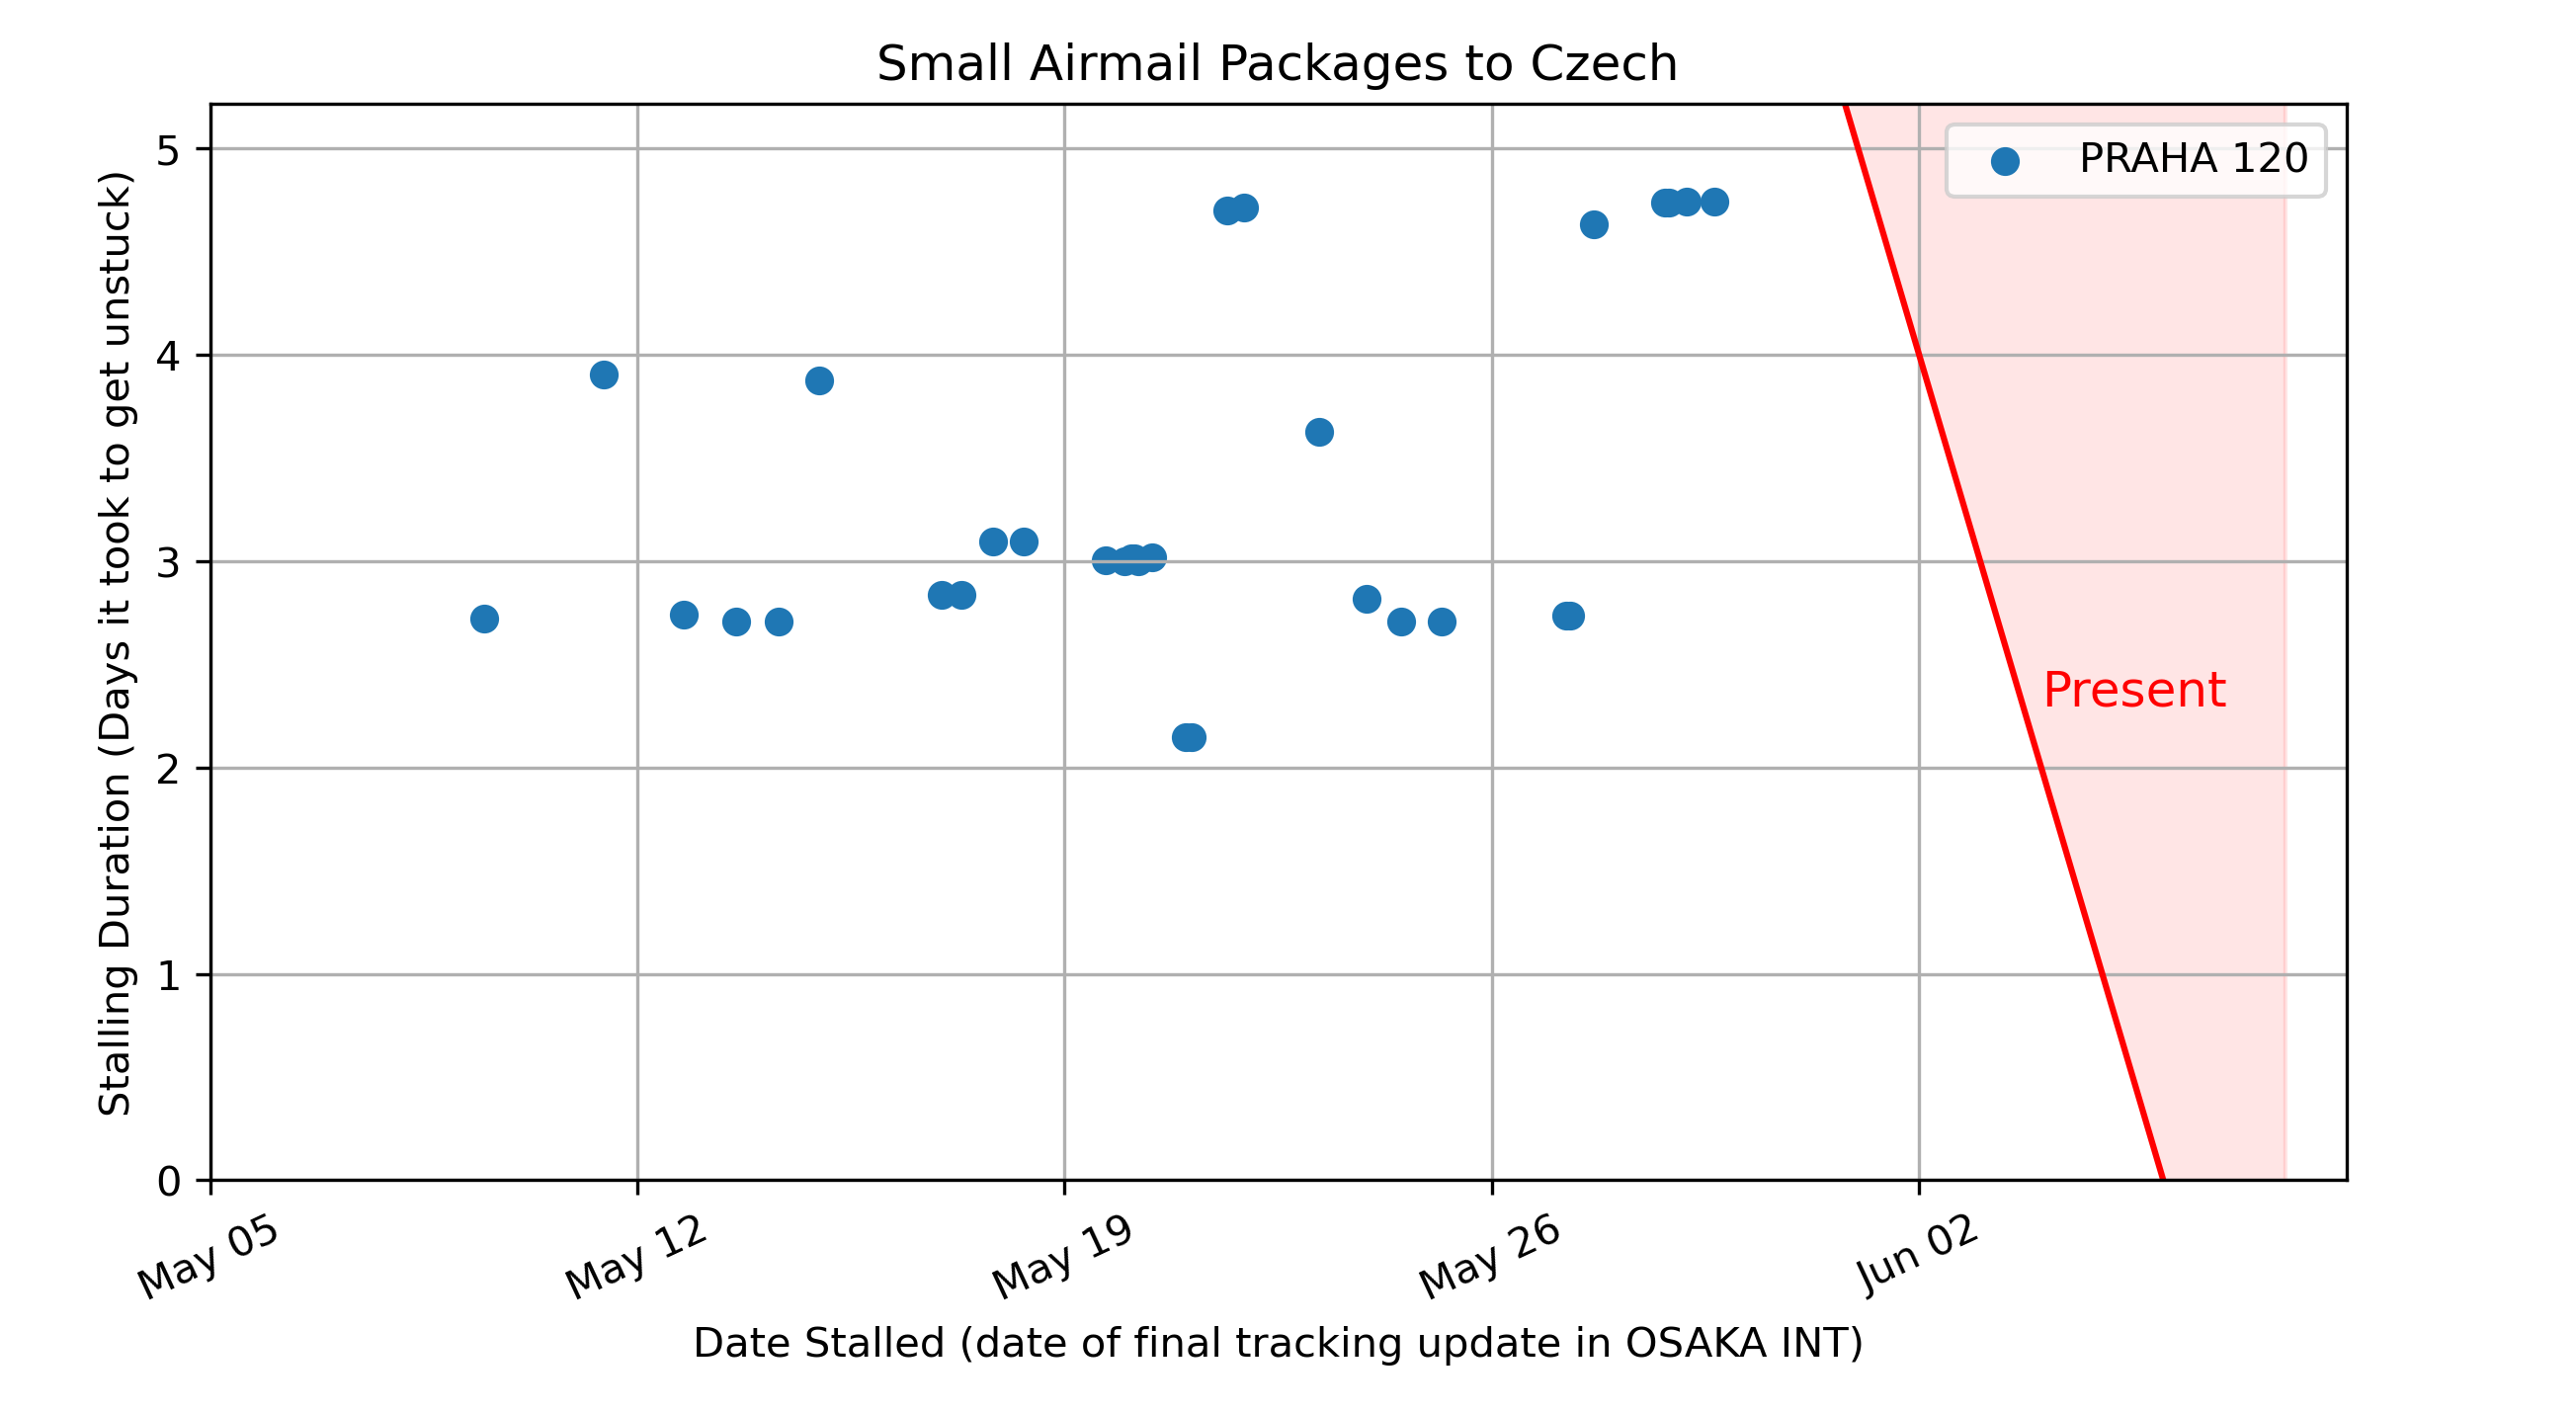 Small Airmail Packages to Czech
Stalling Duration (Days it took to get unstuck)
5
4
3
2
1
0
PRAHA 120
Present
May 05
May 12
May 19
May 26
Jun 02
Date Stalled (date of final tracking update in OSAKA INT)